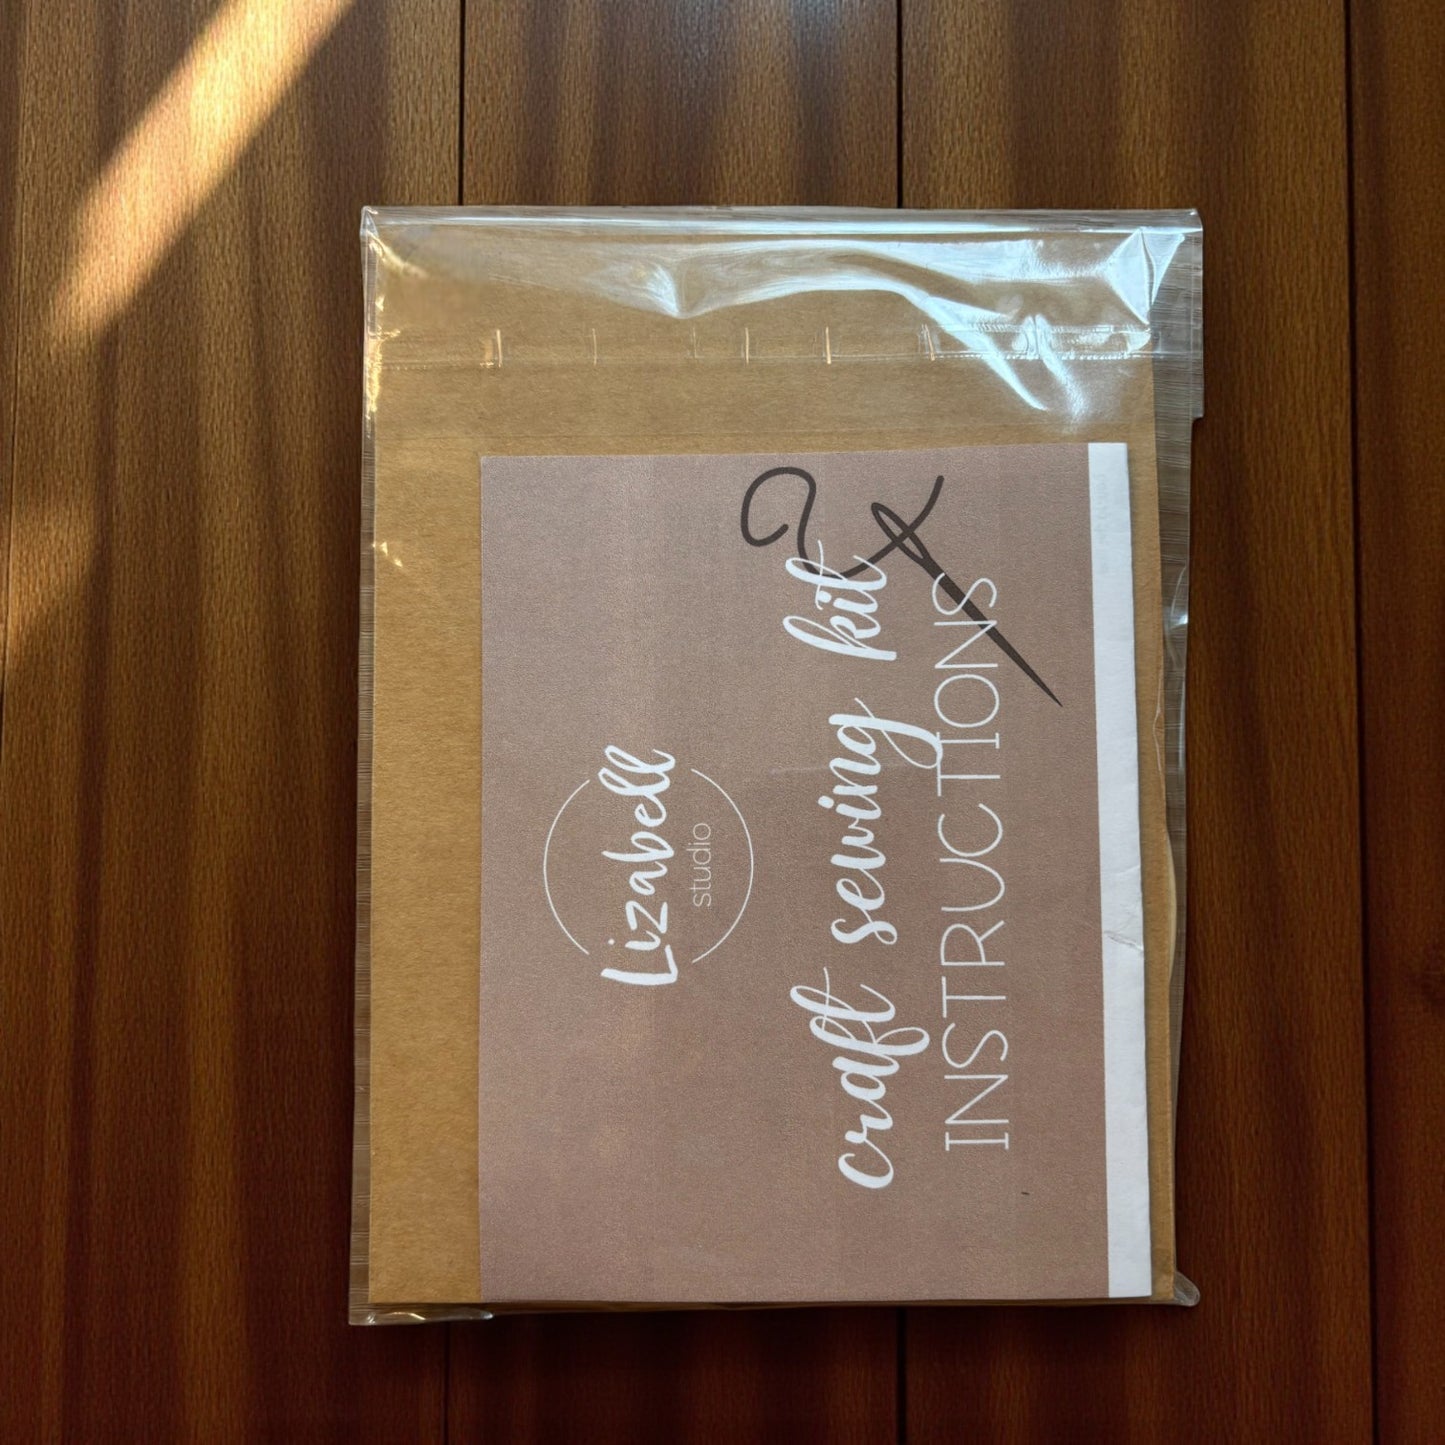 Lizabell
studio
craft sewing kit
INSTRUCTIONS